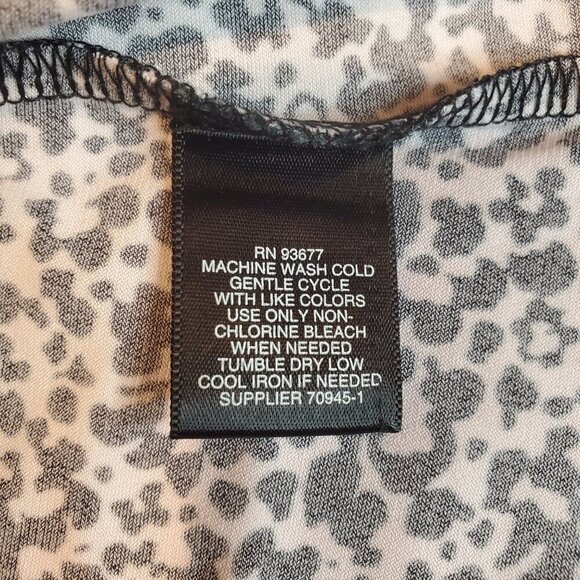 RN 93677
MACHINE WASH COLD
GENTLE CYCLE
WITH LIKE COLORS
USE ONLY NON-
CHLORINE BLEACH
WHEN NEEDED
TUMBLE DRY LOW
COOL IRON IF NEEDED
SUPPLIER 70945-1